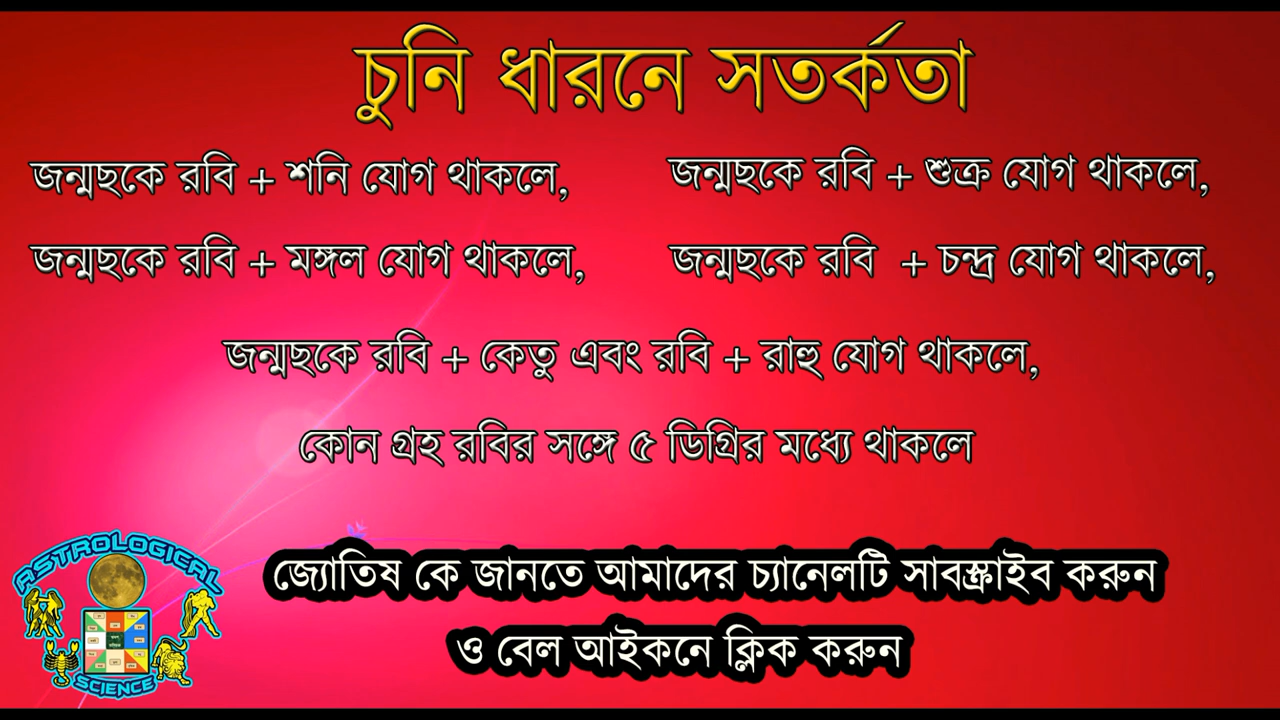 চুনি ধারনে সতর্কতা
জন্মছকে রবি + শনি যোগ থাকলে,
জন্মছকে রবি + শুক্র যোগ থাকলে,
জন্মছকে রবি + মঙ্গল যোগ থাকলে,
জন্মছকে রবি + চন্দ্র যোগ থাকলে,
জন্মছকে রবি + কেতু এবং রবি + রাহু যোগ থাকলে,
কোন গ্রহ রবির সঙ্গে ৫ ডিগ্রির মধ্যে থাকলে
জ্যোতিষ কে জানতে আমাদের চ্যানেলটি সাবস্ক্রাইব করুন
ও বেল আইকনে ক্লিক করুন
ASTROLOGICAL
SCIENCE